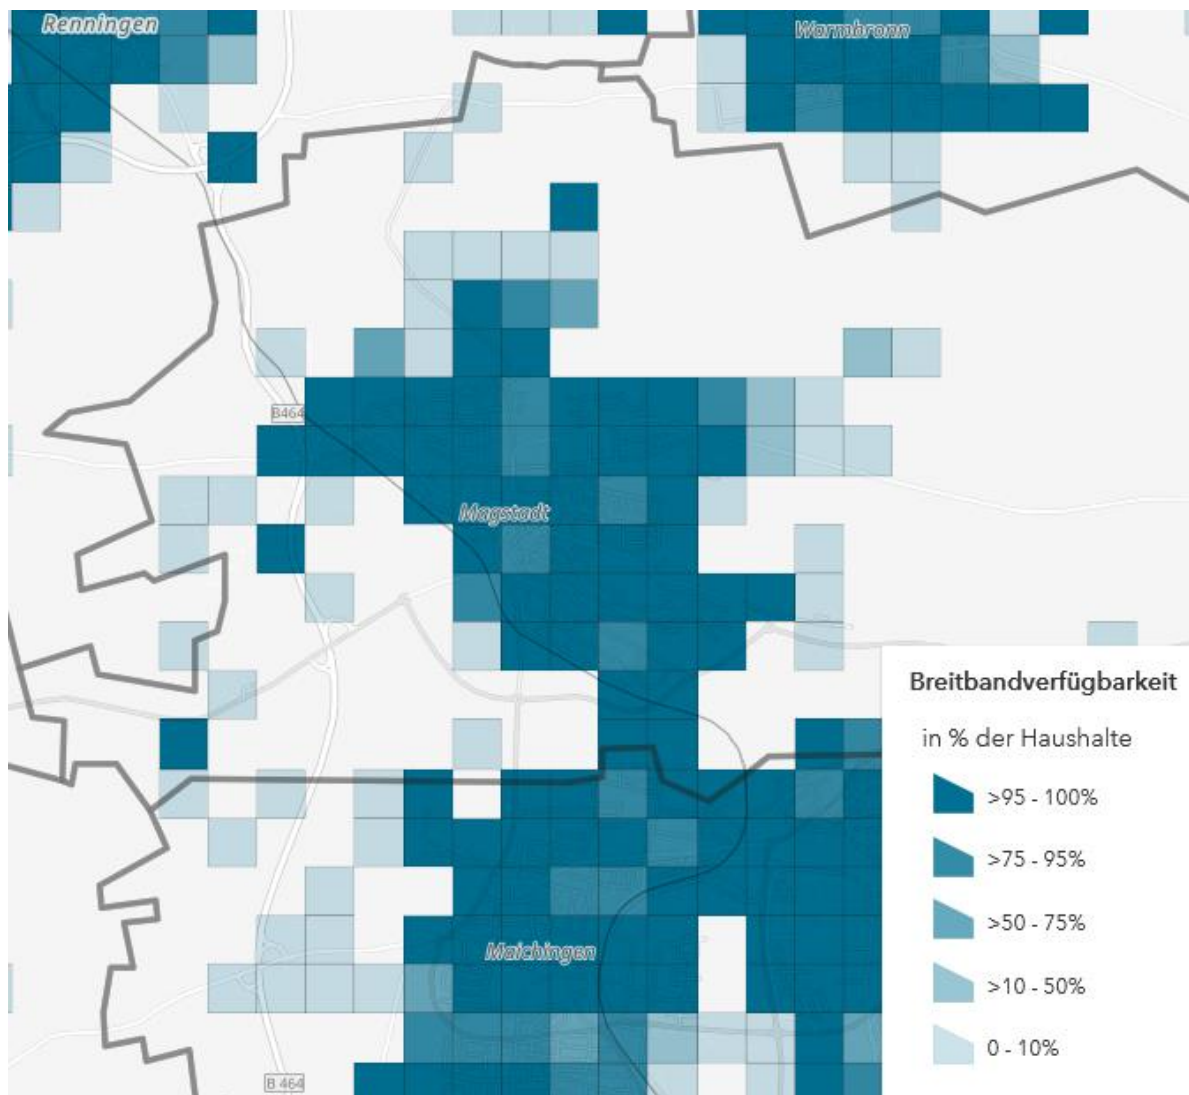 Renningen
Warmbronn
B464
Magstadt
Breitbandverfügbarkeit
in % der Haushalte
>95 - 100%
>75 - 95%
>50 - 75%
>10 - 50%
0 - 10%
Maichingen
B 464